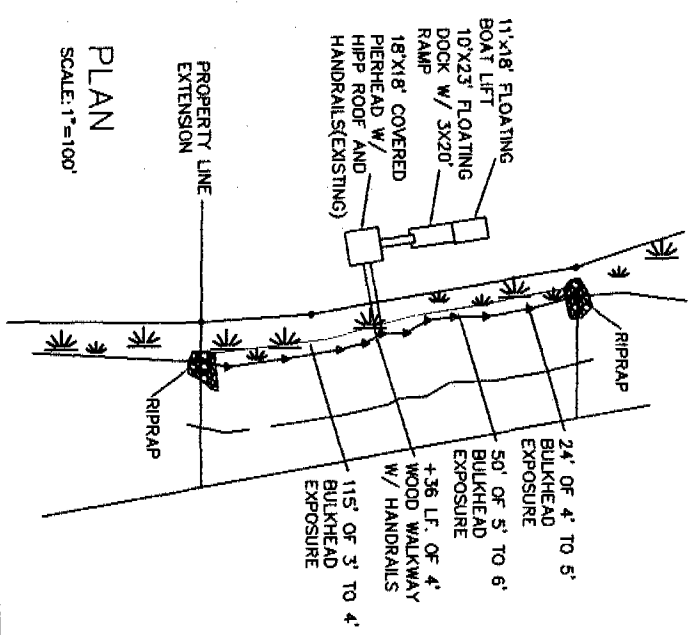 11'x18' FLOATING
BOAT LIFT
10'X23' FLOATING
DOCK W/ 3X20'
RAMP
18'X18' COVERED
PIERHEAD W/
HIPP ROOF AND
HANDRAILS(EXISTING)
PROPERTY LINE
EXTENSION
PLAN
SCALE: 1"=100'
RIPRAP
24' OF 4' TO 5'
BULKHEAD
EXPOSURE
50' OF 5' TO 6'
BULKHEAD
EXPOSURE
+36 LF. OF 4'
WOOD WALKWAY
W/ HANDRAILS
115' OF 3' TO 4'
BULKHEAD
EXPOSURE
RIPRAP